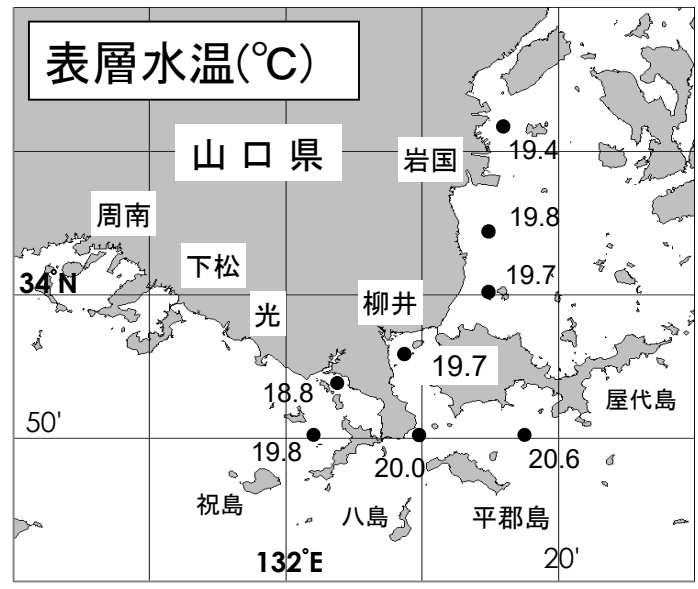 表層水温(℃)
山口県
岩国
19.4
周南
19.8
下松
34°N
19.7
光
柳井
19.7
18.8
屋代島
50'
19.8
20.0
20.6
祝島
八島
平郡島
132°E
20'